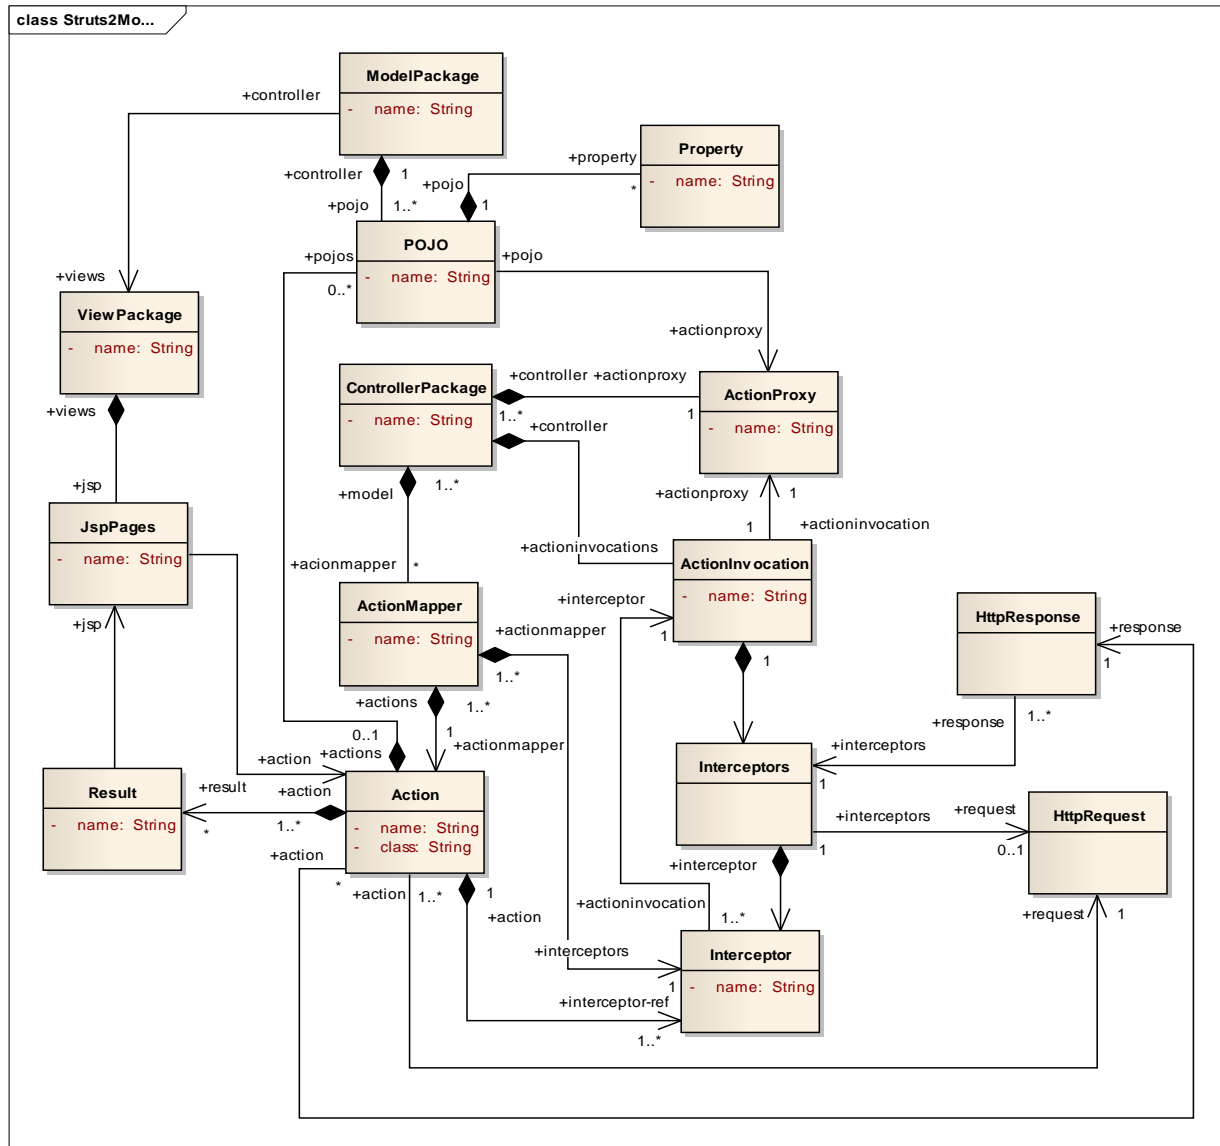 class Struts2Mo...
ModelPackage
- name: String
+controller
+controller
1
+pojo
1..*
Property
- name: String
+property
*
+pojo
1
POJO
- name: String
+pojos
0..*
+pojo
+actionproxy
+views
ViewPackage
- name: String
+views
+jsp
ControllerPackage
- name: String
+controller +actionproxy
1..*
1
+controller
ActionProxy
- name: String
+actionproxy
1
1
+actioninvocation
+model
1..*
+actioninvocations
+acionmapper
*
JspPages
- name: String
+jsp
ActionMapper
- name: String
+actionmapper
1..*
+interceptor
1
ActionInvocation
- name: String
1
HttpResponse
+response
1
1..*
+response
+actions
1..*
1
+actionmapper
0..1
+actions
+action
Interceptors
+interceptors
1
+interceptors
1
+request
0..1
HttpRequest
+request
1
Result
- name: String
+result
*
+action
1..*
Action
- name: String
- class: String
+action
*
+action
1..*
1
+action
+interceptor
+actioninvocation
1..*
+interceptors
1
Interceptor
- name: String
+interceptor-ref
1..*